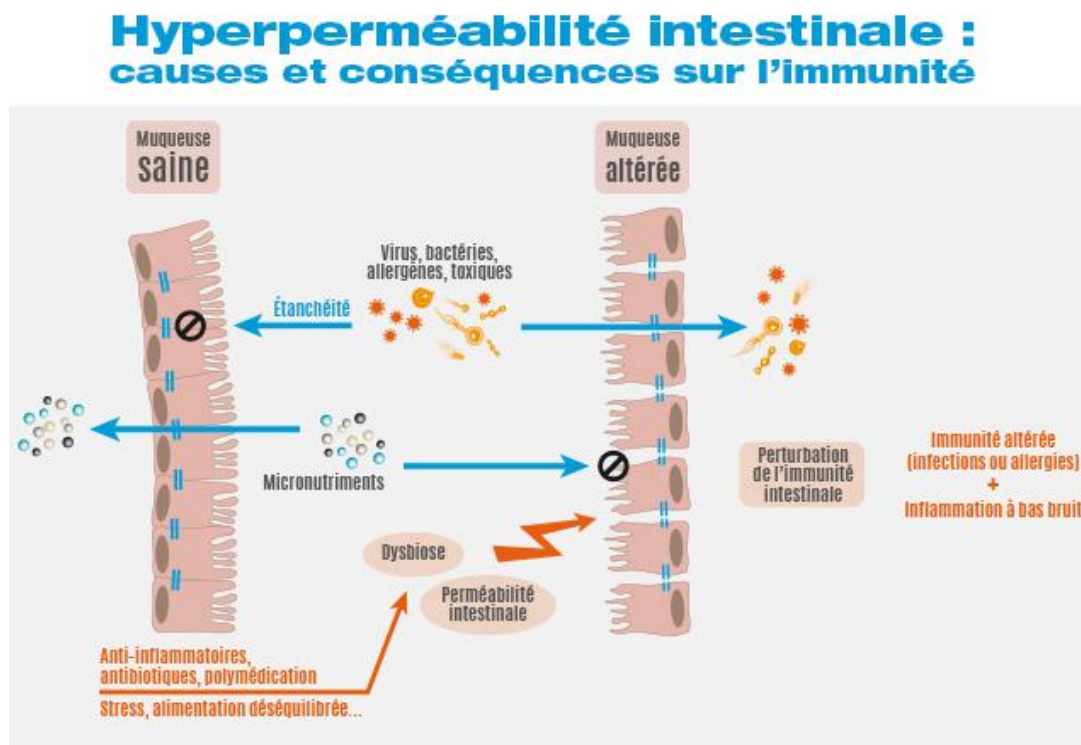 Hyperperméabilité intestinale :
causes et conséquences sur l'immunité
Muqueuse
saine
Muqueuse
altérée
Virus, bactéries,
allergènes, toxiques
Étanchéité
Micronutriments
Perturbation
de l'immunité
intestinale
Immunité altérée
(infections ou allergies)
+
Inflammation à bas bruit
Dysbiose
Perméabilité
intestinale
Anti-inflammatoires,
antibiotiques, polymédication
Stress, alimentation déséquilibrée...